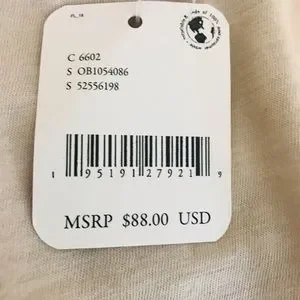 C 6602
S OB1054086
S 52556198
1 95191 27921 9
MSRP $88.00 USD